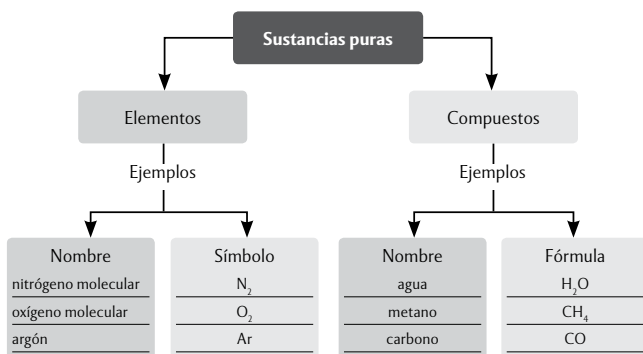 Sustancias puras
Elementos
Compuestos
Ejemplos
Ejemplos
Nombre
nitrógeno molecular
oxígeno molecular
argón
Símbolo
N₂
O₂
Ar
Nombre
agua
metano
carbono
Fórmula
H₂O
CH₄
CO